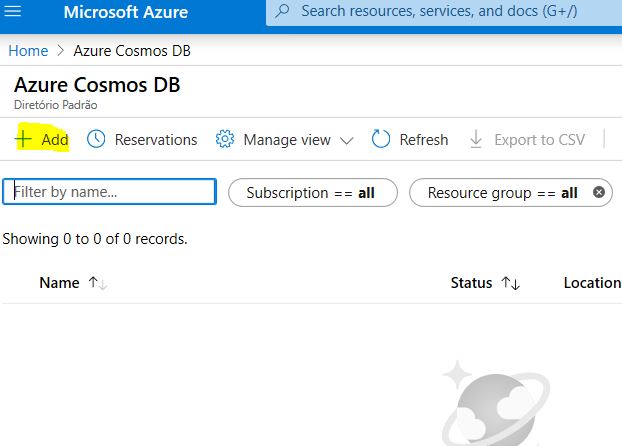 Microsoft Azure Search resources, services, and docs (G+/)
Home > Azure Cosmos DB
Azure Cosmos DB
Diretório Padrão
+ Add Reservations Manage view Refresh Export to CSV
Filter by name... Subscription == all Resource group == all
Showing 0 to 0 of 0 records.
Name Status Location